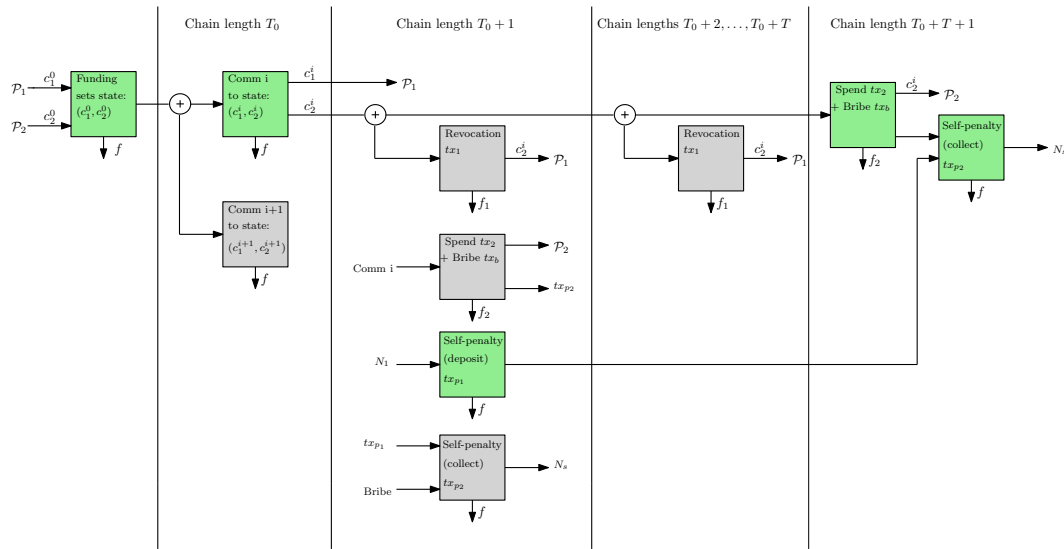 Chain length $T_0$
Chain length $T_0 + 1$
Chain lengths $T_0 + 2, \ldots, T_0 + T$
Chain length $T_0 + T + 1$
$\mathcal{P}_1$
$c_1^0$
$\mathcal{P}_2$
$c_2^0$
Funding
sets state:
$(c_1^0, c_2^0)$
$f$
+
Comm i
to state:
$(c_1^i, c_2^i)$
$f$
$c_1^i$
$\mathcal{P}_1$
$c_2^i$
Comm i+1
to state:
$(c_1^{i+1}, c_2^{i+1})$
$f$
+
Revocation
$tx_1$
$c_2^i$
$\mathcal{P}_1$
$f_1$
Comm i
Spend $tx_2$
+ Bribe $tx_b$
$\mathcal{P}_2$
$tx_{p_2}$
$f_2$
$N_1$
Self-penalty
(deposit)
$tx_{p_1}$
$f$
$tx_{p_1}$
Bribe
Self-penalty
(collect)
$tx_{p_2}$
$N_s$
$f$
+
Revocation
$tx_1$
$c_2^i$
$\mathcal{P}_1$
$f_1$
Spend $tx_2$
+ Bribe $tx_b$
$c_2^i$
$\mathcal{P}_2$
$f_2$
Self-penalty
(collect)
$tx_{p_2}$
$f$